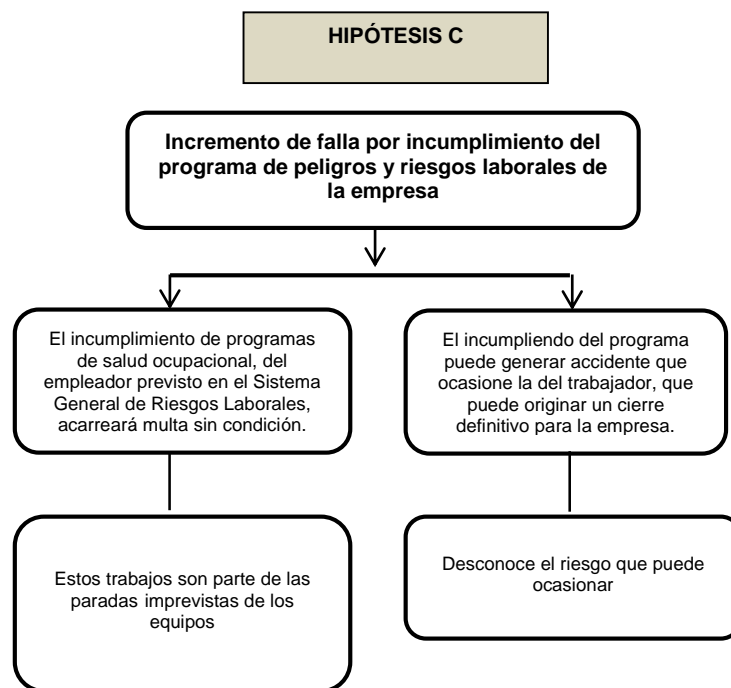 HIPÓTESIS C
Incremento de falla por incumplimiento del
programa de peligros y riesgos laborales de
la empresa
El incumplimiento de programas
de salud ocupacional, del
empleador previsto en el Sistema
General de Riesgos Laborales,
acarreará multa sin condición.
El incumpliendo del programa
puede generar accidente que
ocasione la del trabajador, que
puede originar un cierre
definitivo para la empresa.
Estos trabajos son parte de las
paradas imprevistas de los
equipos
Desconoce el riesgo que puede
ocasionar